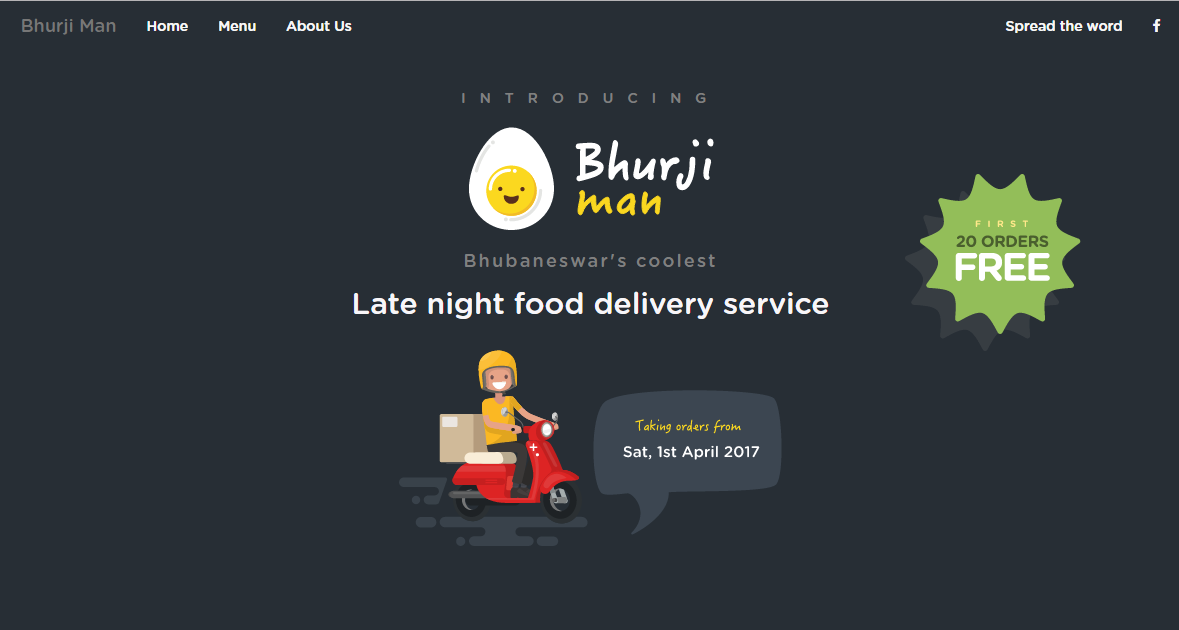 Bhurji Man Home Menu About Us Spread the word f
INTRODUCING
Bhurji
man
Bhubaneswar's coolest
Late night food delivery service
FIRST
20 ORDERS
FREE
Taking orders from
Sat, 1st April 2017